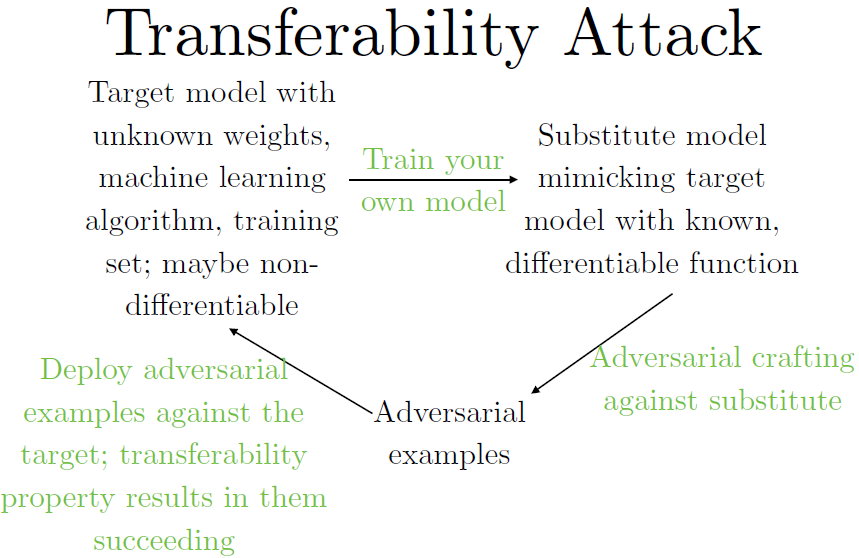 Transferability Attack
Target model with
unknown weights,
machine learning
algorithm, training
set; maybe non-
differentiable
Train your
own model
Substitute model
mimicking target
model with known,
differentiable function
Adversarial crafting
against substitute
Adversarial
examples
Deploy adversarial
examples against the
target; transferability
property results in them
succeeding